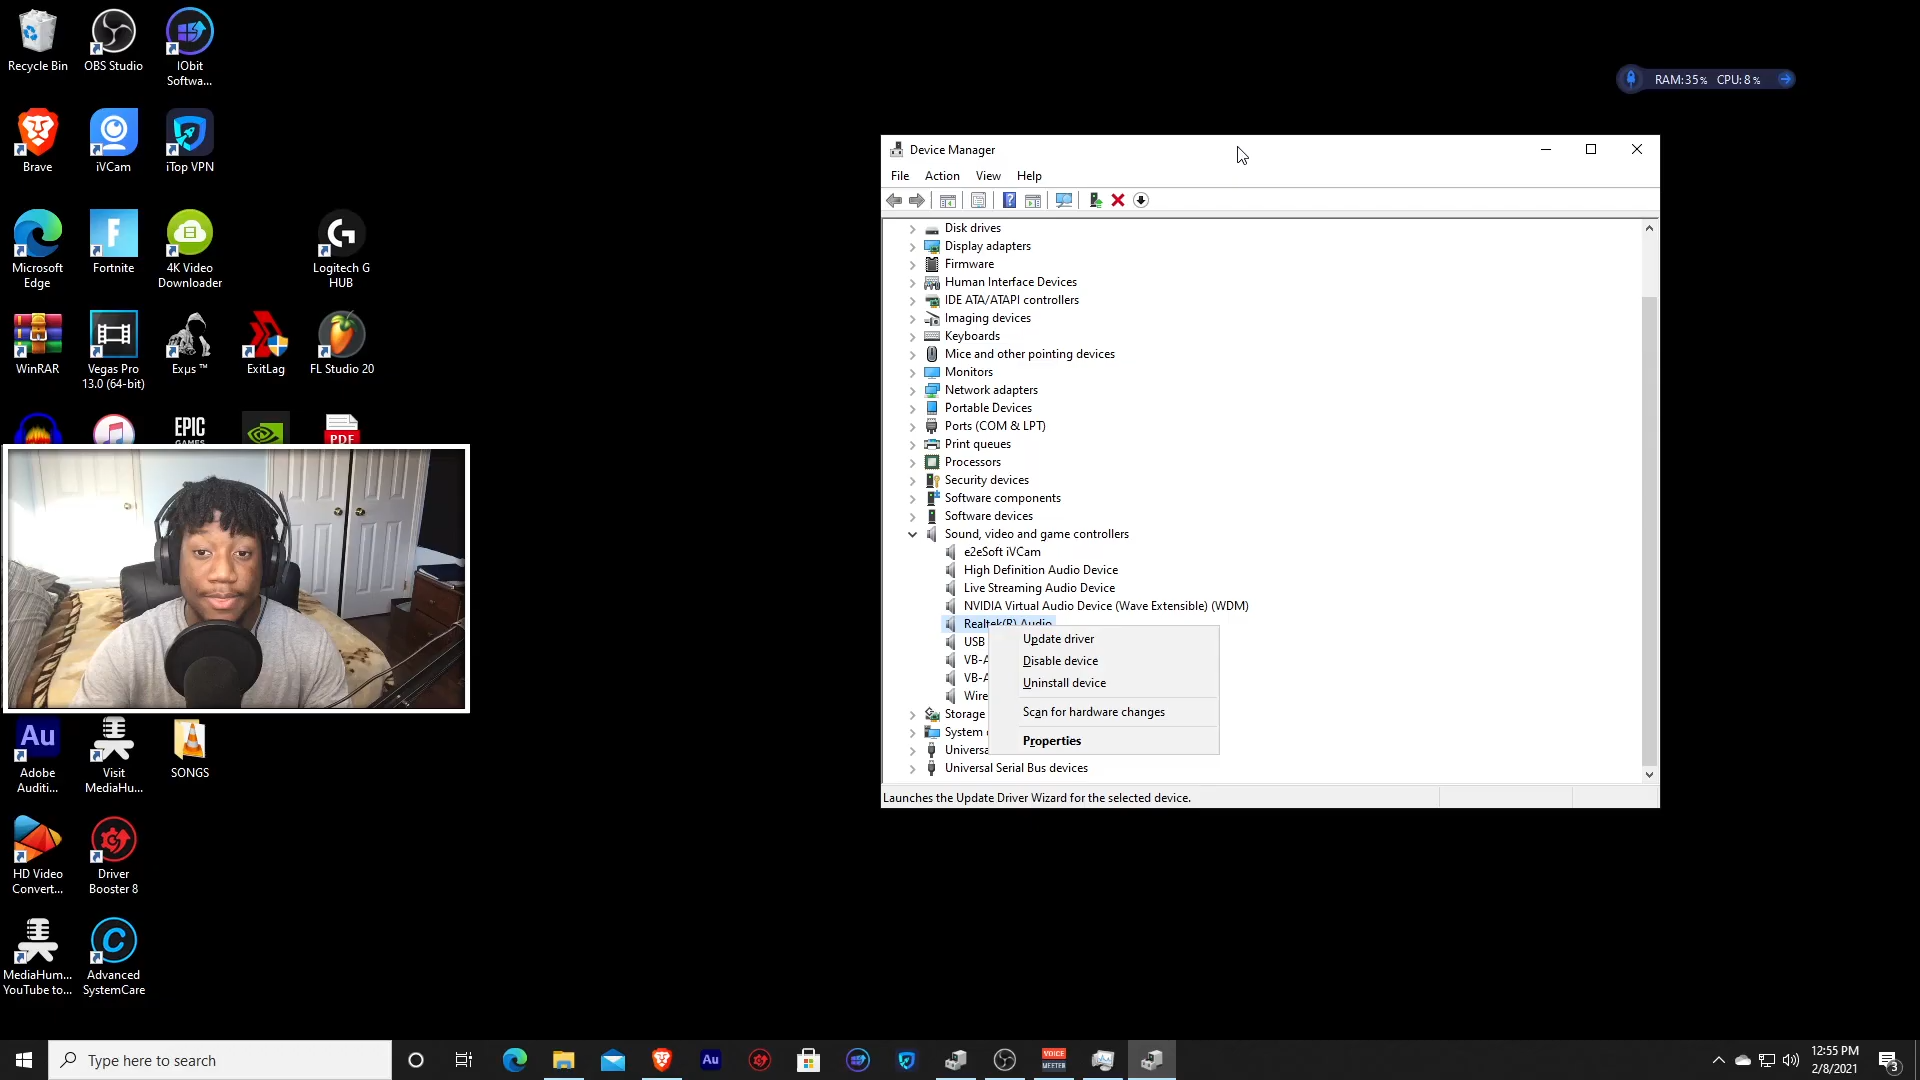 Recycle Bin
OBS Studio
IObit
Softwa...
RAM:35% CPU:8%
Brave
iVCam
iTop VPN
Device Manager
File Action View Help
Microsoft
Edge
F
Fortnite
4K Video
Downloader
G
Logitech G
HUB
Disk drives
Display adapters
Firmware
Human Interface Devices
IDE ATA/ATAPI controllers
Imaging devices
Keyboards
Mice and other pointing devices
Monitors
Network adapters
Portable Devices
Ports (COM & LPT)
Print queues
Processors
Security devices
Software components
Software devices
Sound, video and game controllers
e2eSoft iVCam
High Definition Audio Device
Live Streaming Audio Device
NVIDIA Virtual Audio Device (Wave Extensible) (WDM)
Realtek(R) Audio
USB
VB-A
VB-A
Wire
Storage
System
Universa
Universal Serial Bus devices
Update driver
Disable device
Uninstall device
Scan for hardware changes
Properties
Launches the Update Driver Wizard for the selected device.
WinRAR
Vegas Pro
13.0 (64-bit)
Exµs ™
ExitLag
FL Studio 20
EPIC
GAMES
PDF
Au
Adobe
Auditi...
Visit
MediaHu...
SONGS
HD Video
Convert...
Driver
Booster 8
MediaHum...
YouTube to...
C
Advanced
SystemCare
Type here to search
Au
VOICE
MEETER
12:55 PM
2/8/2021
3